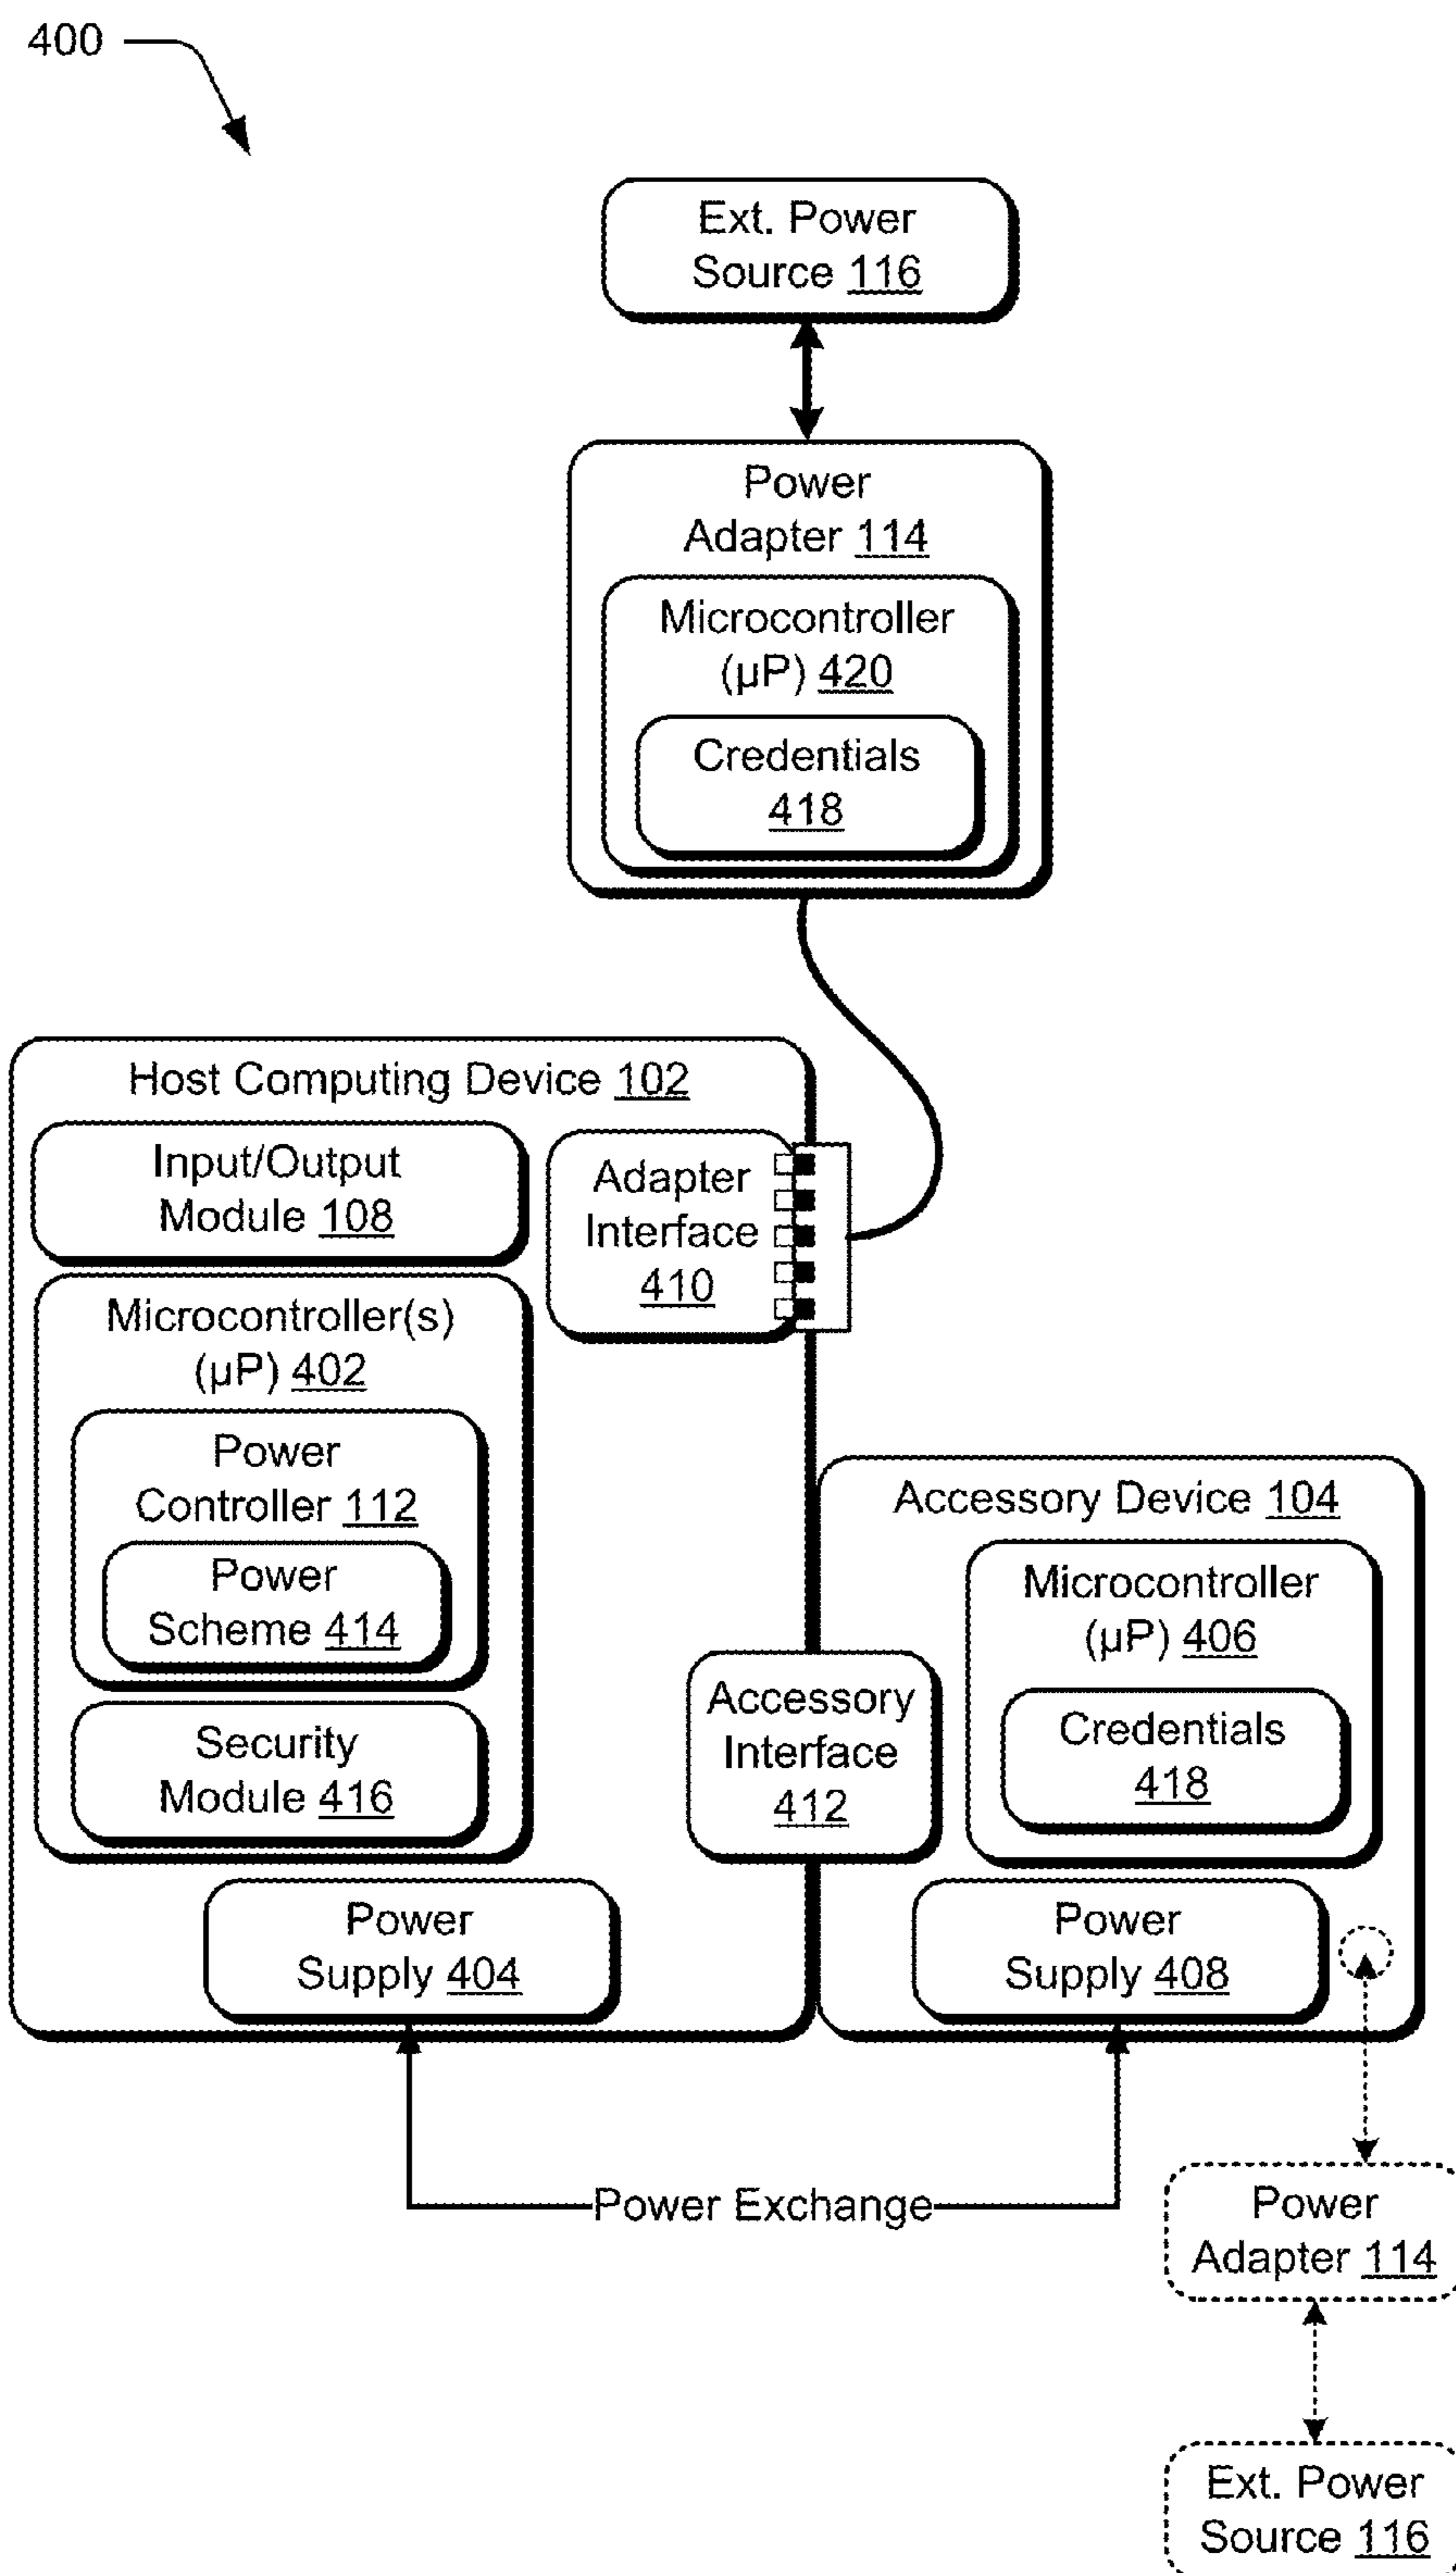 400
Ext. Power
Source 116
Power
Adapter 114
Microcontroller
(µP) 420
Credentials
418
Host Computing Device 102
Input/Output
Module 108
Adapter
Interface
410
Microcontroller(s)
(µP) 402
Power
Controller 112
Power
Scheme 414
Security
Module 416
Power
Supply 404
Accessory
Interface
412
Accessory Device 104
Microcontroller
(µP) 406
Credentials
418
Power
Supply 408
Power Exchange
Power
Adapter 114
Ext. Power
Source 116